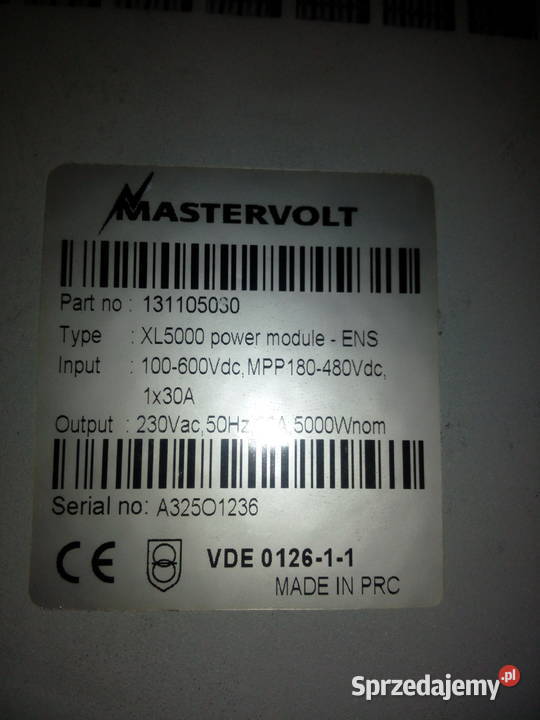 MASTERVOLT
Part no : 131105030
Type : XL5000 power module - ENS
Input : 100-600Vdc, MPP180-480Vdc,
1x30A
Output : 230Vac, 50Hz, 5000Wnom
Serial no: A325O1236
CE VDE 0126-1-1
MADE IN PRC
Sprzedajemy.pl